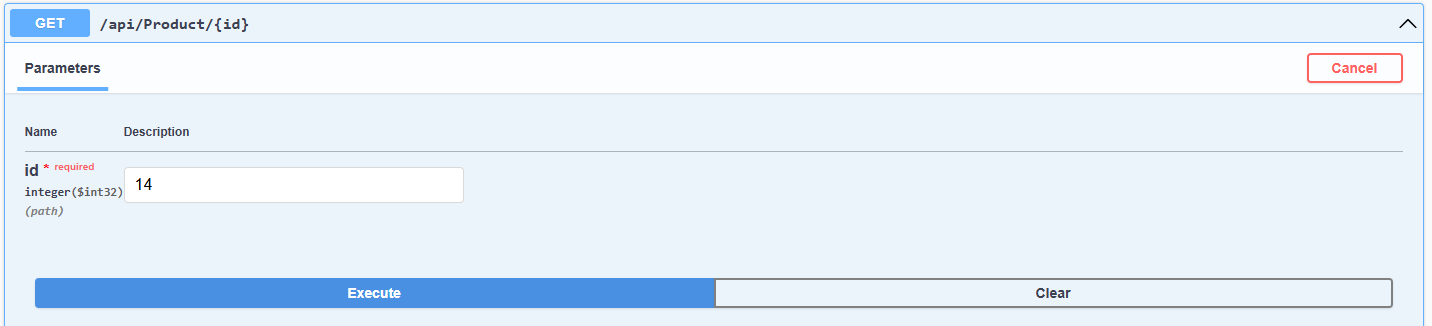 GET /api/Product/{id}
Parameters
Cancel
Name Description
id * required
integer($int32)
(path)
14
Execute Clear